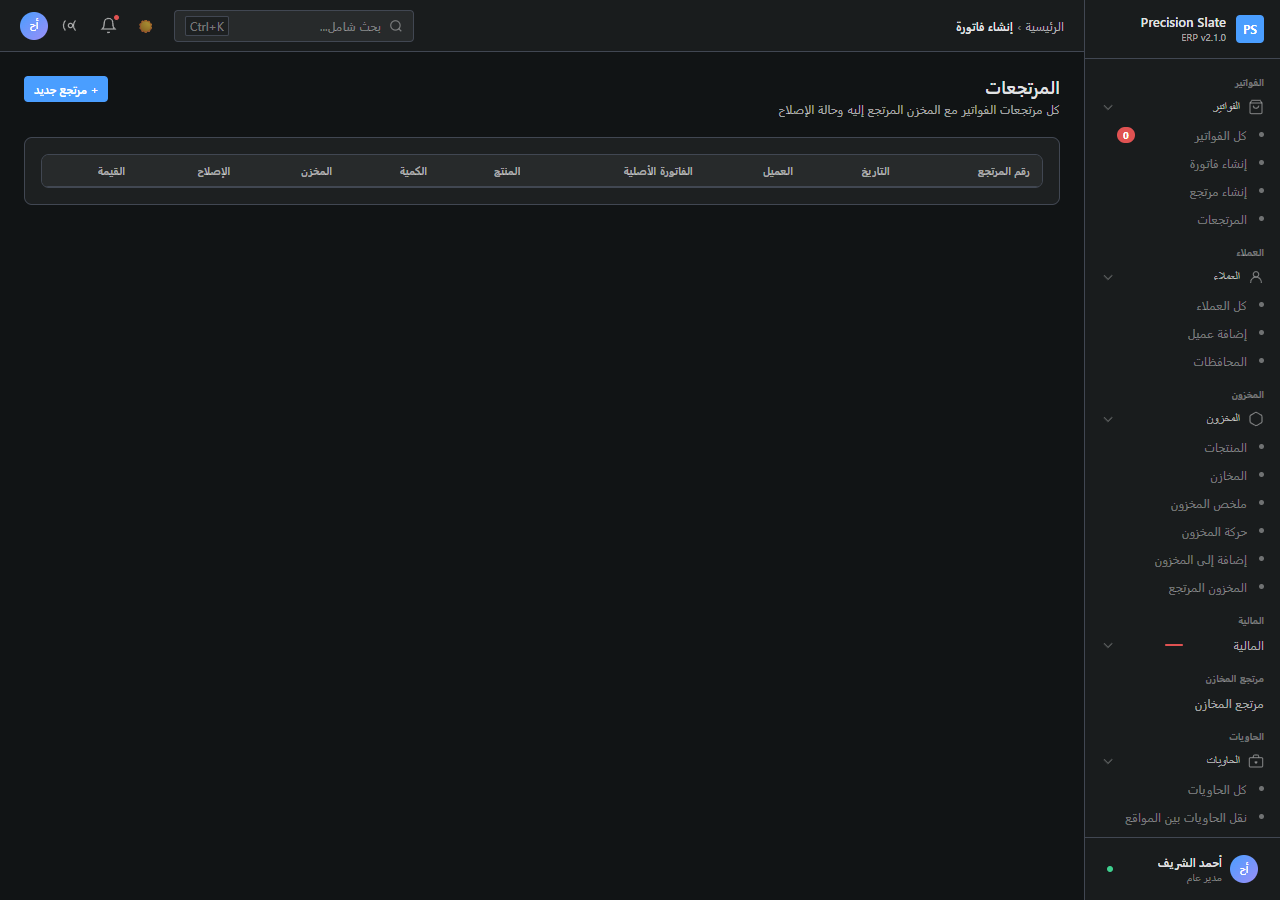 PS
Precision Slate
ERP v2.1.0
الفواتير
الفواتير
كل الفواتير
0
إنشاء فاتورة
إنشاء مرتجع
المرتجعات
العملاء
العملاء
كل العملاء
إضافة عميل
المحافظات
المخزون
المخزون
المنتجات
المخازن
ملخص المخزون
حركة المخزون
إضافة إلى المخزون
المخزون المرتجع
المالية
المالية
مرتجع المخازن
مرتجع المخازن
الحاويات
الحاويات
كل الحاويات
نقل الحاويات بين المواقع
أح
أحمد الشريف
مدير عام
الرئيسية › إنشاء فاتورة
بحث شامل...
Ctrl+K
أح
المرتجعات
كل مرتجعات الفواتير مع المخزن المرتجع إليه وحالة الإصلاح
+ مرتجع جديد
رقم المرتجع التاريخ العميل الفاتورة الأصلية المنتج الكمية المخزن الإصلاح القيمة